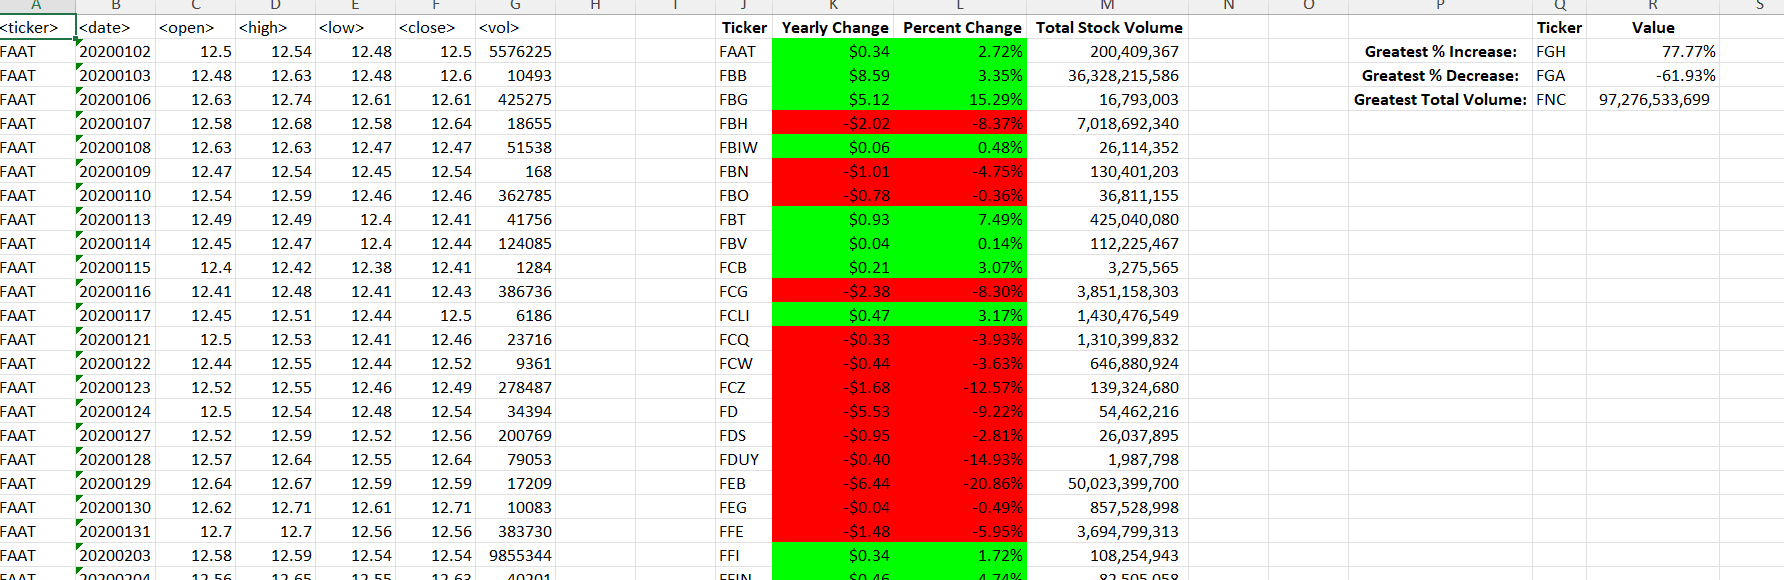 A B C D E F G H I J K L M N O P Q R S
<ticker> <date> <open> <high> <low> <close> <vol> Ticker Yearly Change Percent Change Total Stock Volume Ticker Value
FAAT 20200102 12.5 12.54 12.48 12.5 5576225 FAAT $0.34 2.72% 200,409,367 Greatest % Increase: FGH 77.77%
FAAT 20200103 12.48 12.63 12.48 12.6 10493 FBB $8.59 3.35% 36,328,215,586 Greatest % Decrease: FGA -61.93%
FAAT 20200106 12.63 12.74 12.61 12.61 425275 FBG $5.12 15.29% 16,793,003 Greatest Total Volume: FNC 97,276,533,699
FAAT 20200107 12.58 12.68 12.58 12.64 18655 FBH -$2.02 -8.37% 7,018,692,340
FAAT 20200108 12.63 12.63 12.47 12.47 51538 FBIW $0.06 0.48% 26,114,352
FAAT 20200109 12.47 12.54 12.45 12.54 168 FBN -$1.01 -4.75% 130,401,203
FAAT 20200110 12.54 12.59 12.46 12.46 362785 FBO -$0.78 -0.36% 36,811,155
FAAT 20200113 12.49 12.49 12.4 12.41 41756 FBT $0.93 7.49% 425,040,080
FAAT 20200114 12.45 12.47 12.4 12.44 124085 FBV $0.04 0.14% 112,225,467
FAAT 20200115 12.4 12.42 12.38 12.41 1284 FCB $0.21 3.07% 3,275,565
FAAT 20200116 12.41 12.48 12.41 12.43 386736 FCG -$2.38 -8.30% 3,851,158,303
FAAT 20200117 12.45 12.51 12.44 12.5 6186 FCLI $0.47 3.17% 1,430,476,549
FAAT 20200121 12.5 12.53 12.41 12.46 23716 FCQ -$0.33 -3.93% 1,310,399,832
FAAT 20200122 12.44 12.55 12.44 12.52 9361 FCW -$0.44 -3.63% 646,880,924
FAAT 20200123 12.52 12.55 12.46 12.49 278487 FCZ -$1.68 -12.57% 139,324,680
FAAT 20200124 12.5 12.54 12.48 12.54 34394 FD -$5.53 -9.22% 54,462,216
FAAT 20200127 12.52 12.59 12.52 12.56 200769 FDS -$0.95 -2.81% 26,037,895
FAAT 20200128 12.57 12.64 12.55 12.64 79053 FDUY -$0.40 -14.93% 1,987,798
FAAT 20200129 12.64 12.67 12.59 12.59 17209 FEB -$6.44 -20.86% 50,023,399,700
FAAT 20200130 12.62 12.71 12.61 12.71 10083 FEG -$0.04 -0.49% 857,528,998
FAAT 20200131 12.7 12.7 12.56 12.56 383730 FFE -$1.48 -5.95% 3,694,799,313
FAAT 20200203 12.58 12.59 12.54 12.54 9855344 FFI $0.34 1.72% 108,254,943
FAAT 20200204 12.56 12.65 12.55 12.63 40201 FFIN $0.46 4.74% 82,505,058